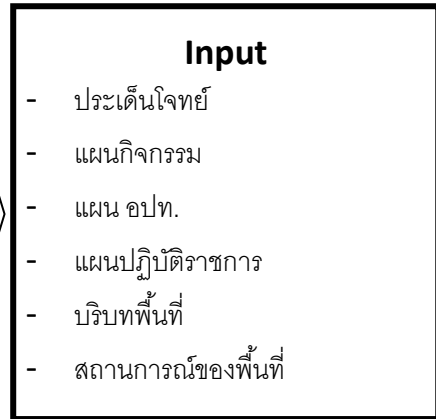 Input
- ประเด็นโจทย์
- แผนกิจกรรม
- แผน อปท.
- แผนปฏิบัติราชการ
- บริบทพื้นที่
- สถานการณ์ของพื้นที่